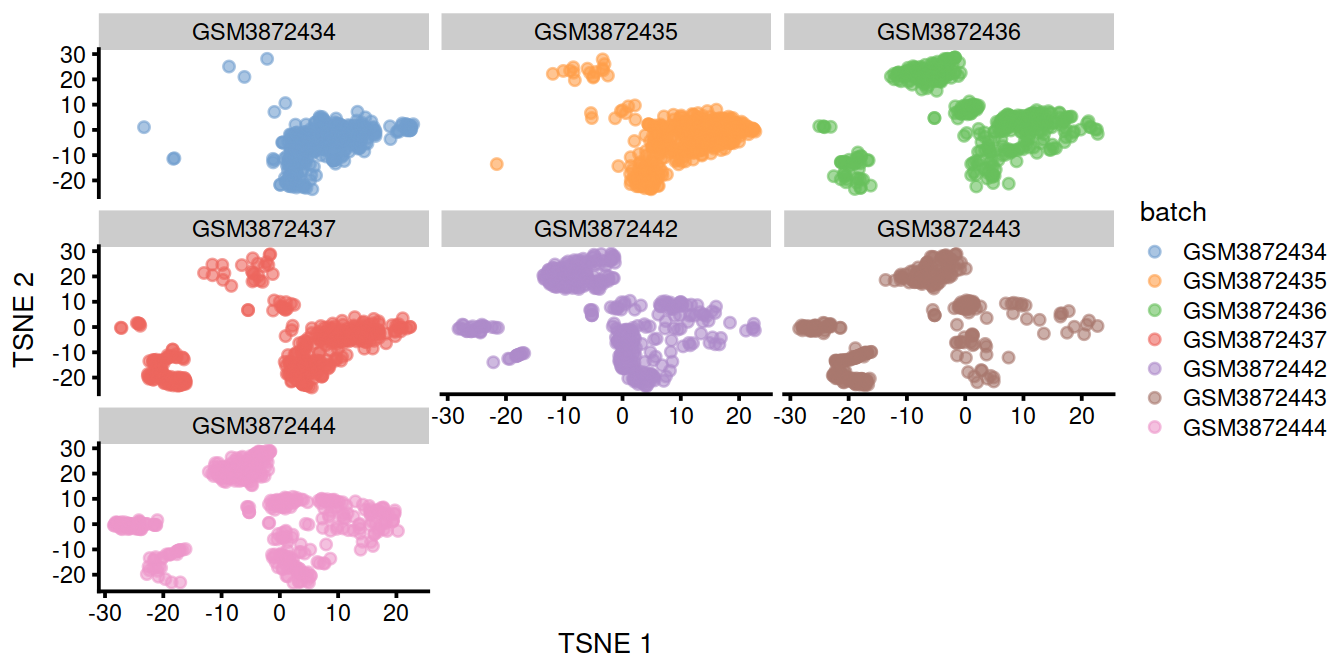 GSM3872434 GSM3872435 GSM3872436
30
20
10
0
-10
-20
GSM3872437 GSM3872442 GSM3872443
30
20
10
0
-10
-20
-30 -20 -10 0 10 20 -30 -20 -10 0 10 20
GSM3872444
30
20
10
0
-10
-20
-30 -20 -10 0 10 20
TSNE 2
TSNE 1
batch
GSM3872434
GSM3872435
GSM3872436
GSM3872437
GSM3872442
GSM3872443
GSM3872444